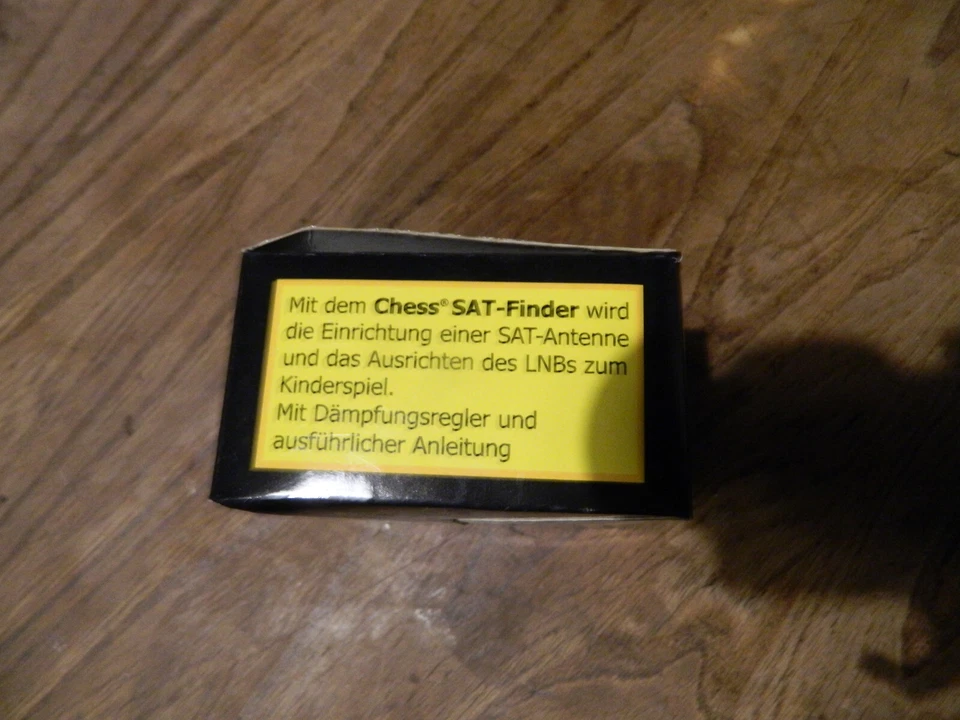 Mit dem Chess® SAT-Finder wird
die Einrichtung einer SAT-Antenne
und das Ausrichten des LNBs zum
Kinderspiel.
Mit Dämpfungsregler und
ausführlicher Anleitung